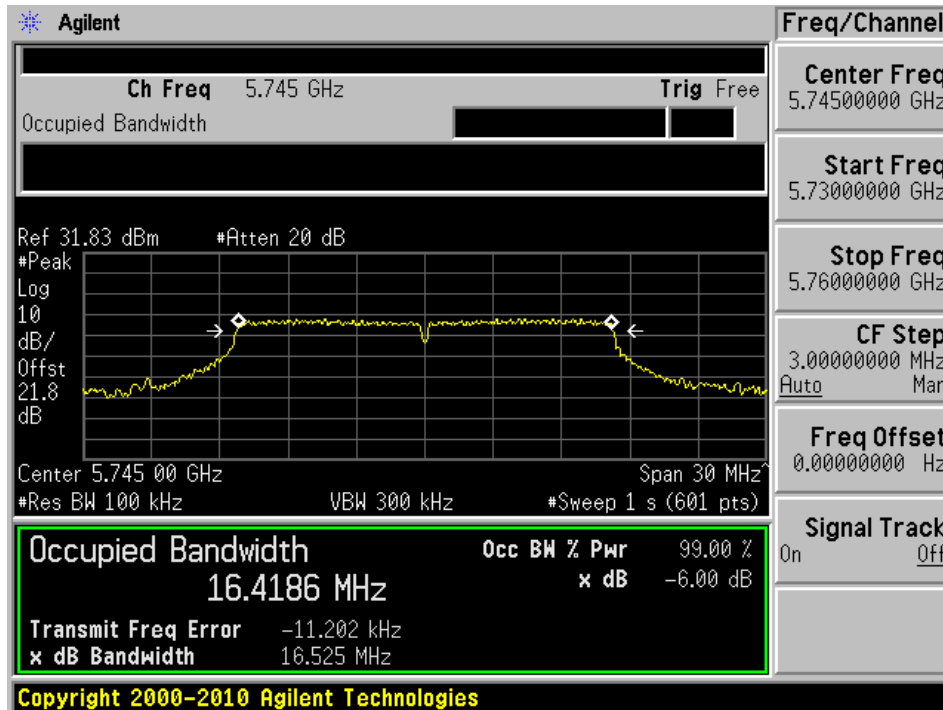 Agilent
Freq/Channel
Ch Freq 5.745 GHz Trig Free
Occupied Bandwidth
Center Freq
5.74500000 GHz
Start Freq
5.73000000 GHz
Stop Freq
5.76000000 GHz
CF Step
3.00000000 MHz
Auto Man
Freq Offset
0.00000000 Hz
Signal Track
On Off
Ref 31.83 dBm #Atten 20 dB
#Peak
Log
10
dB/
Offst
21.8
dB
Center 5.745 00 GHz Span 30 MHz^
#Res BW 100 kHz VBW 300 kHz #Sweep 1 s (601 pts)
Occupied Bandwidth Occ BW % Pwr 99.00 %
16.4186 MHz x dB -6.00 dB
Transmit Freq Error -11.202 kHz
x dB Bandwidth 16.525 MHz
Copyright 2000-2010 Agilent Technologies